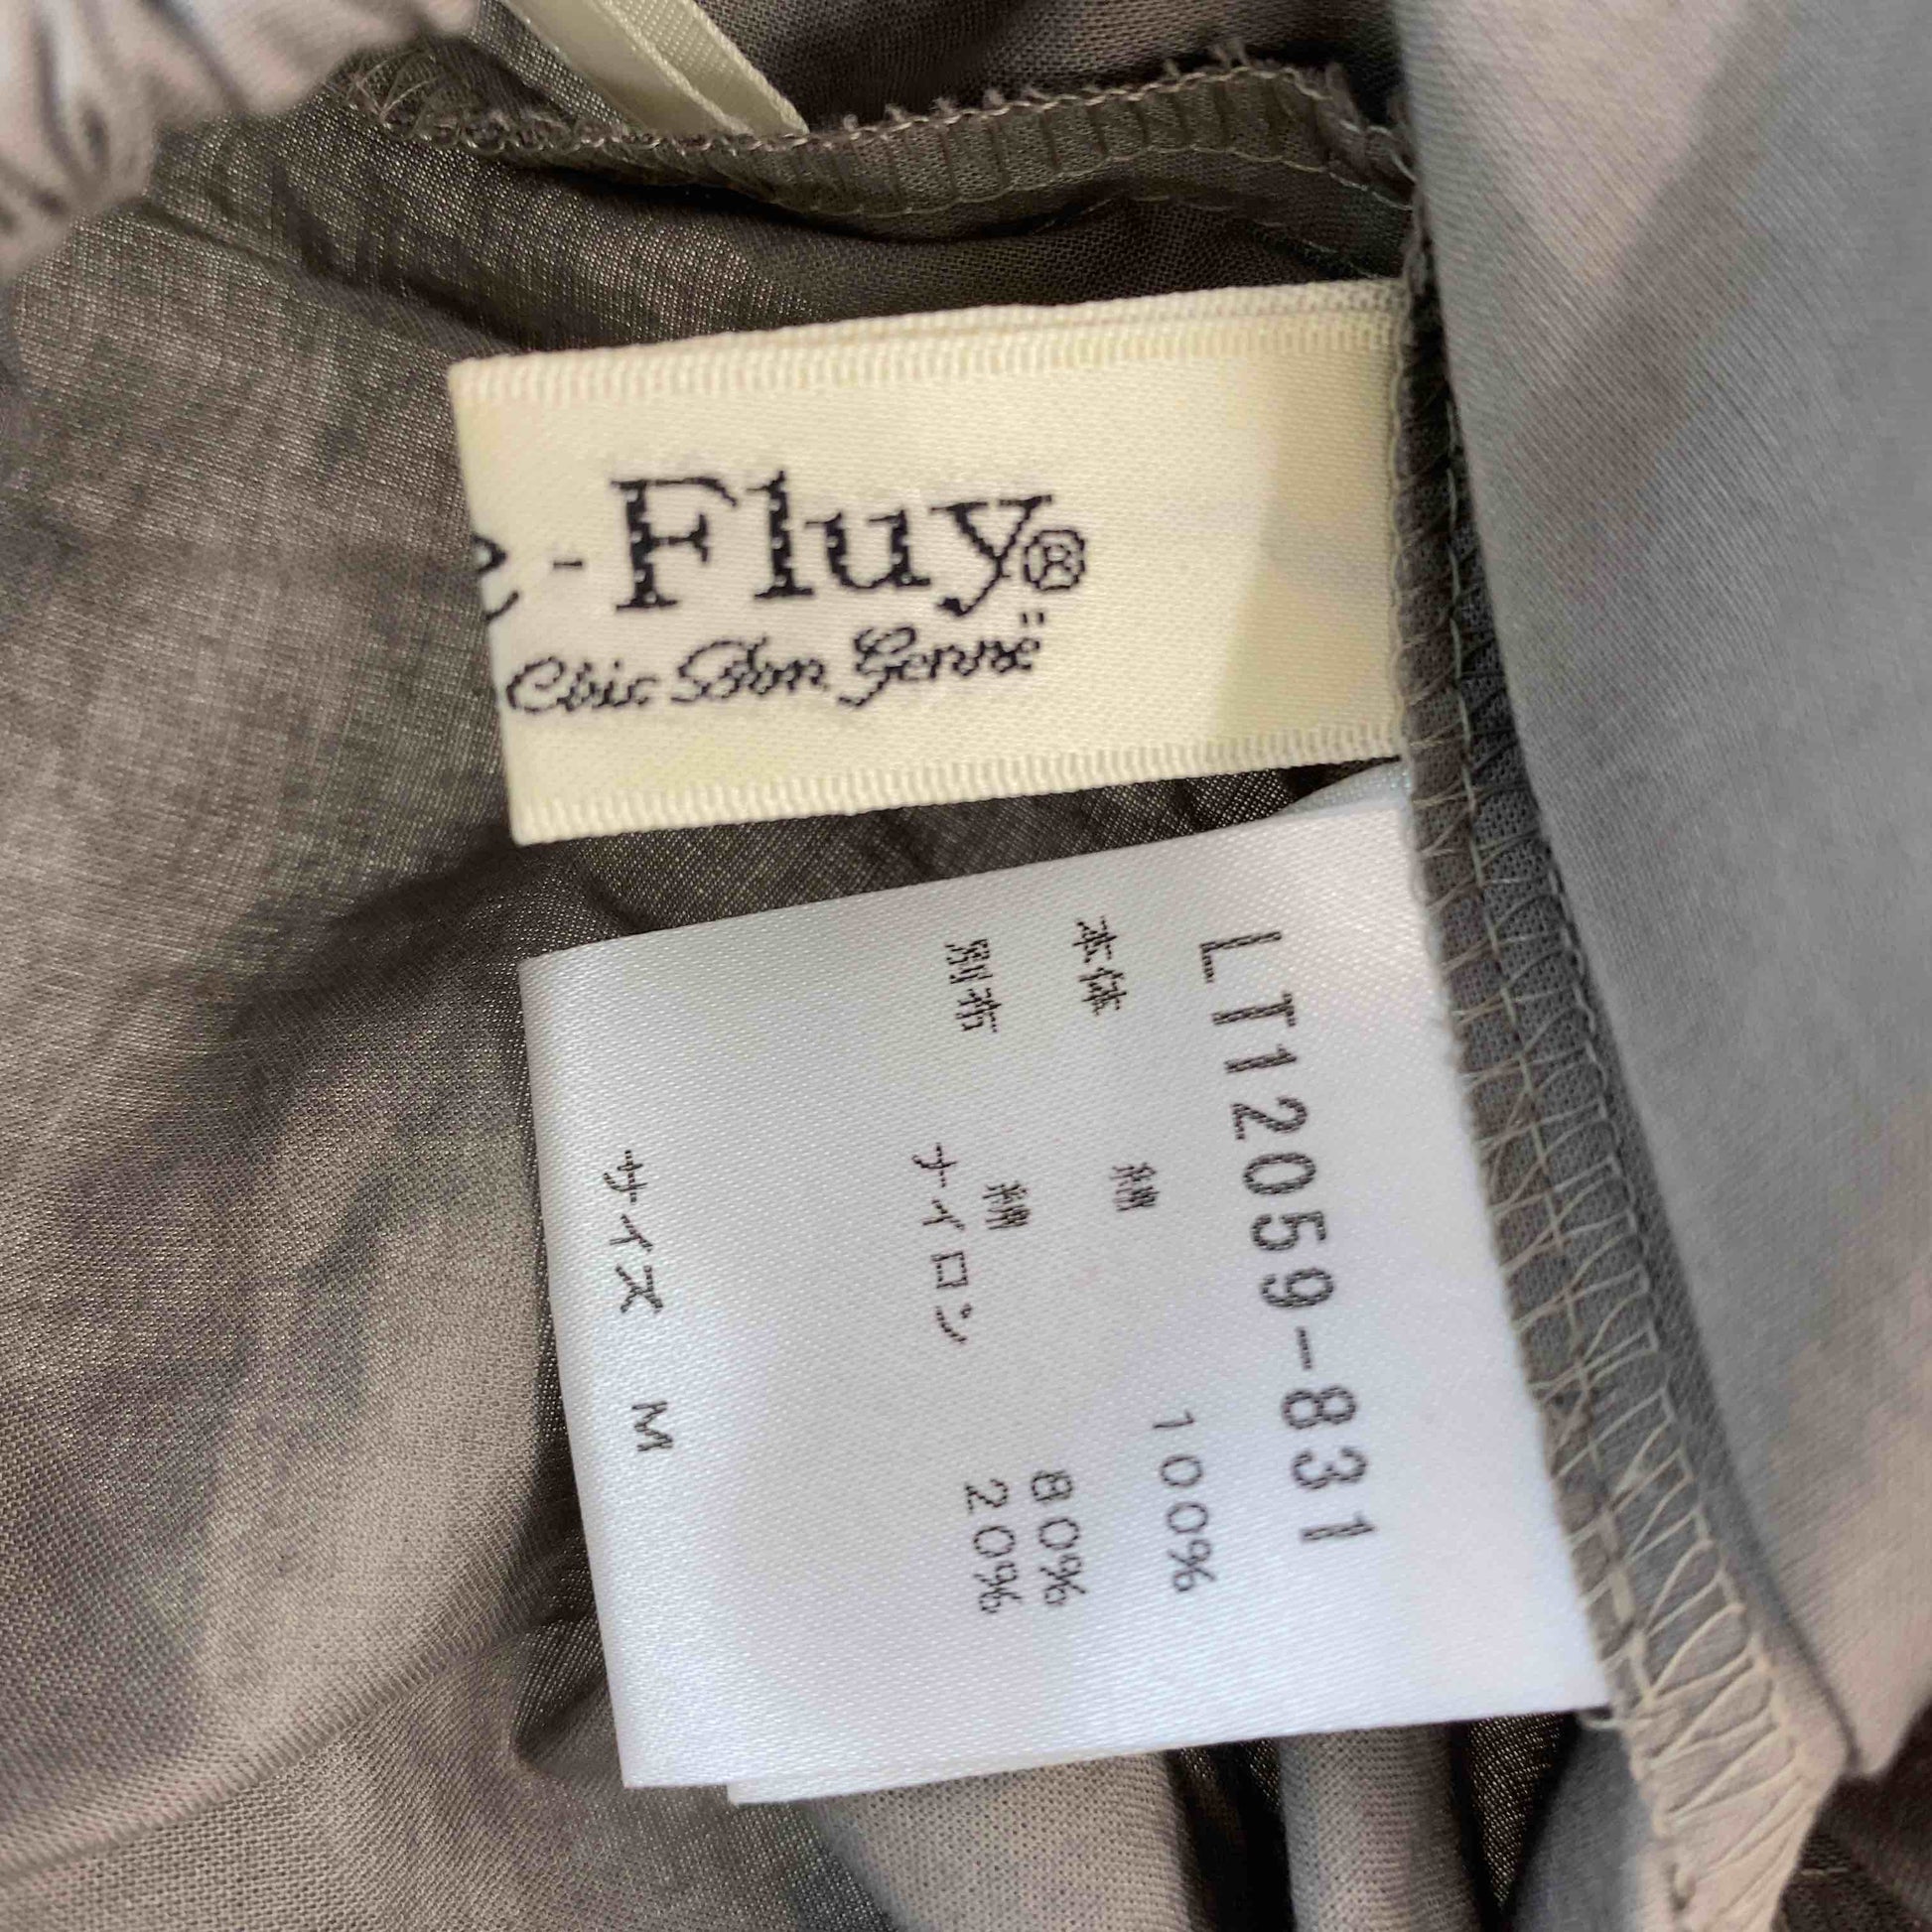 e-Fluy®
Chic Bon Genre"
LT12059-831
本体 綿 100%
別布 綿 80%
ナイロン 20%
サイズ M